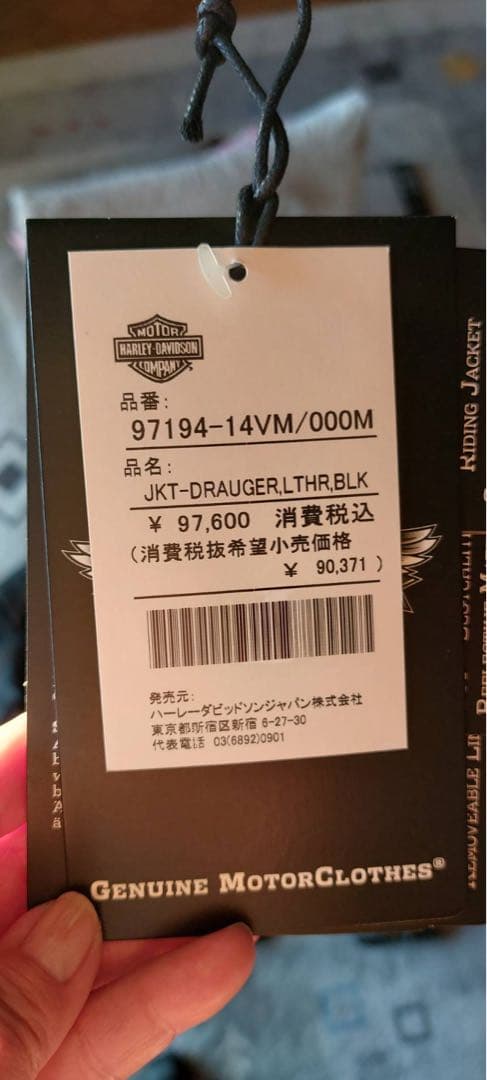 MOTOR
HARLEY-DAVIDSON
COMPANY
品番:
97194-14VM/000M
品名:
JKT-DRAUGER,LTHR,BLK
¥ 97,600 消費税込
(消費税抜希望小売価格
¥ 90,371 )
発売元:
ハーレーダビッドソンジャパン株式会社
東京都新宿区新宿 6-27-30
代表電話 03(6892)0901
GENUINE MOTORCLOTHES®
RIDING JACKET